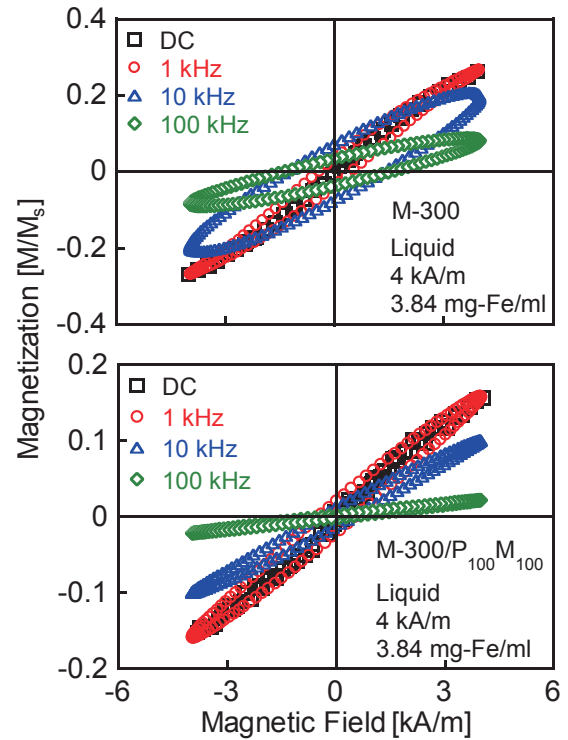 0.4
0.2
0
-0.2
-0.4
DC
1 kHz
10 kHz
100 kHz
M-300
Liquid
4 kA/m
3.84 mg-Fe/ml
Magnetization [M/Mₛ]
0.2
0.1
0
-0.1
-0.2
DC
1 kHz
10 kHz
100 kHz
M-300/P₁₀₀M₁₀₀
Liquid
4 kA/m
3.84 mg-Fe/ml
-6 -3 0 3 6
Magnetic Field [kA/m]